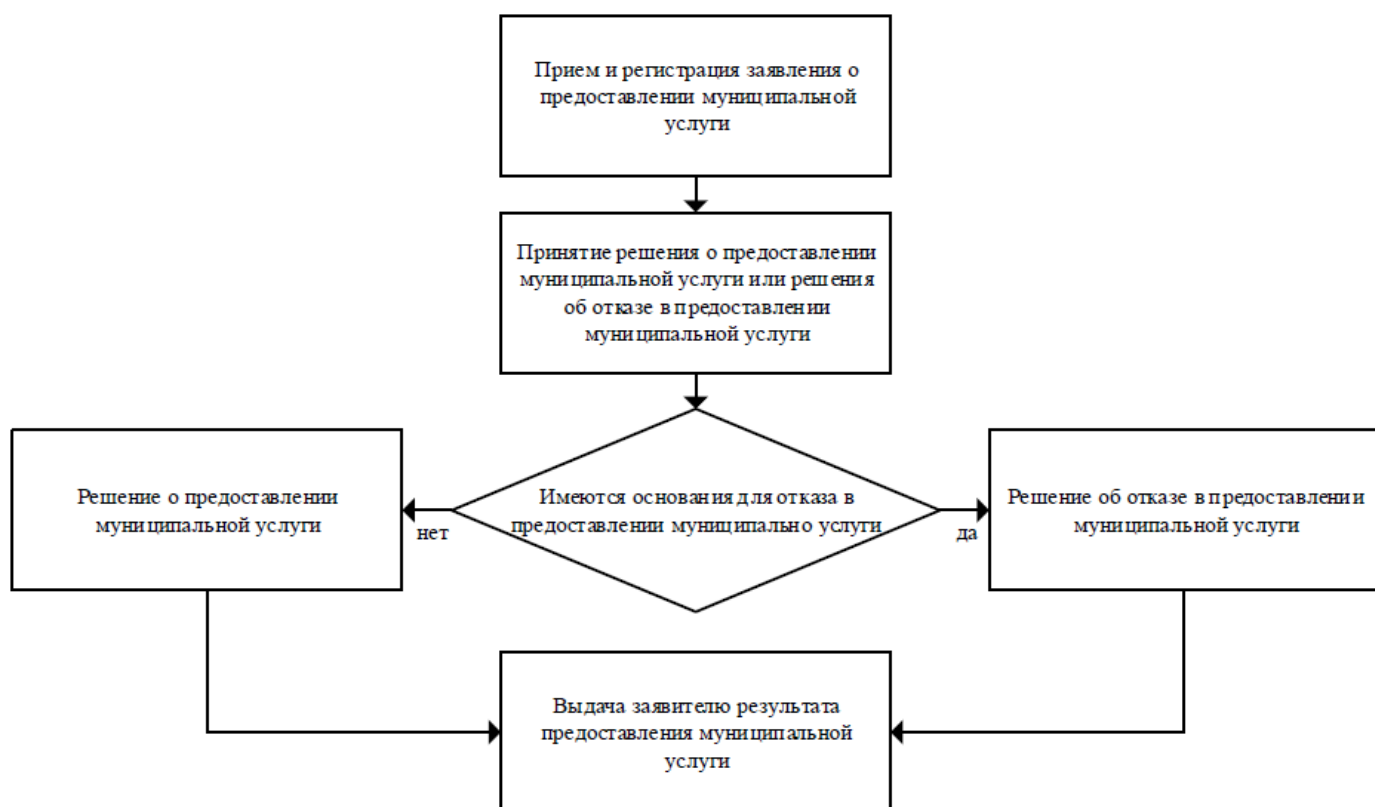 Прием и регистрация заявления о
предоставлении муниципальной
услуги
Принятие решения о предоставлении
муниципальной услуги или решения
об отказе в предоставлении
муниципальной услуги
Решение о предоставлении
муниципальной услуги
нет
Имеются основания для отказа в
предоставлении муниципально услуги
да
Решение об отказе в предоставлении
муниципальной услуги
Выдача заявителю результата
предоставления муниципальной
услуги